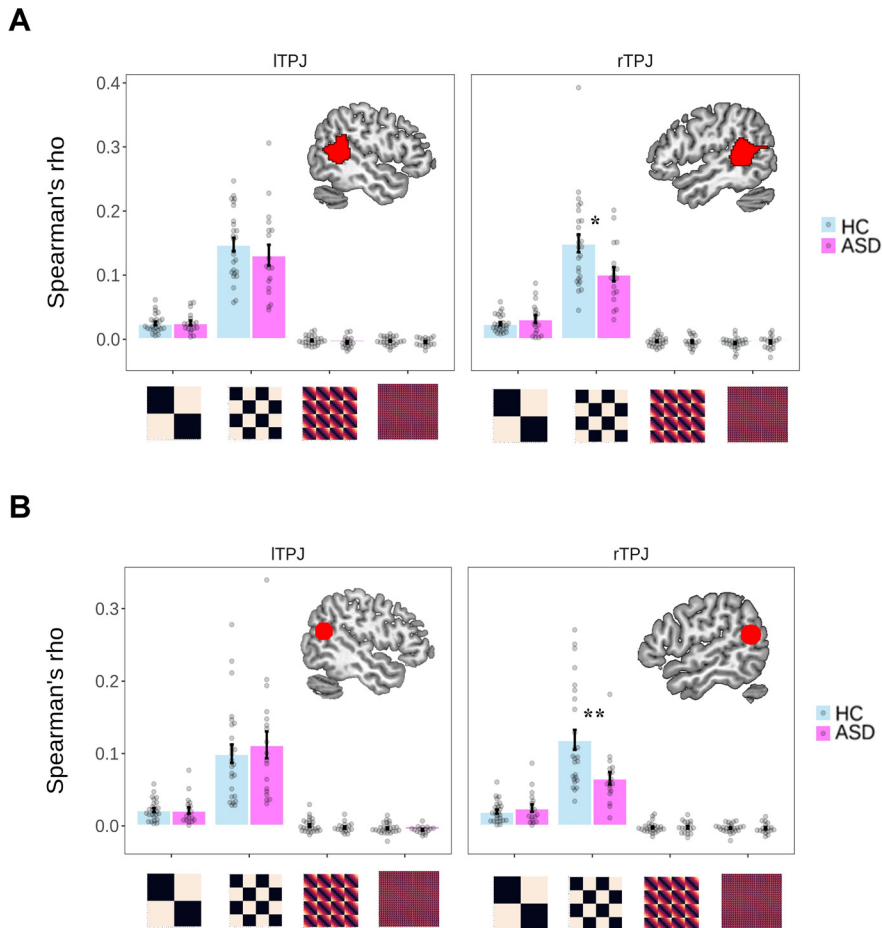 A
lTPJ
rTPJ
0.4
0.3
0.2
0.1
0.0
Spearman's rho
*
HC
ASD
B
lTPJ
rTPJ
0.3
0.2
0.1
0.0
Spearman's rho
**
HC
ASD